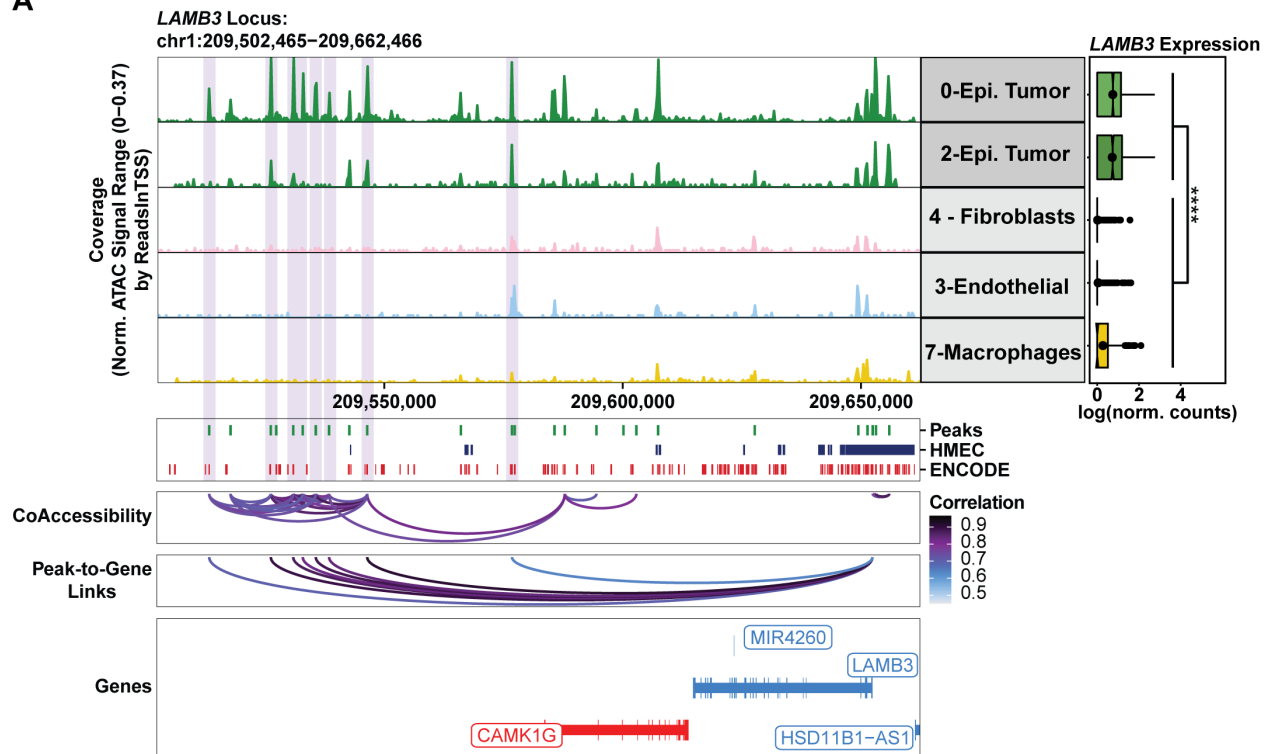 A
LAMB3 Locus:
chr1:209,502,465−209,662,466
LAMB3 Expression
Coverage
(Norm. ATAC Signal Range (0−0.37)
by ReadsInTSS)
0-Epi. Tumor
2-Epi. Tumor
4 - Fibroblasts
3-Endothelial
7-Macrophages
****
0 2 4
log(norm. counts)
209,550,000 209,600,000 209,650,000
Peaks
HMEC
ENCODE
CoAccessibility
Correlation
0.9
0.8
0.7
0.6
0.5
Peak-to-Gene
Links
Genes
MIR4260
LAMB3
CAMK1G
HSD11B1−AS1